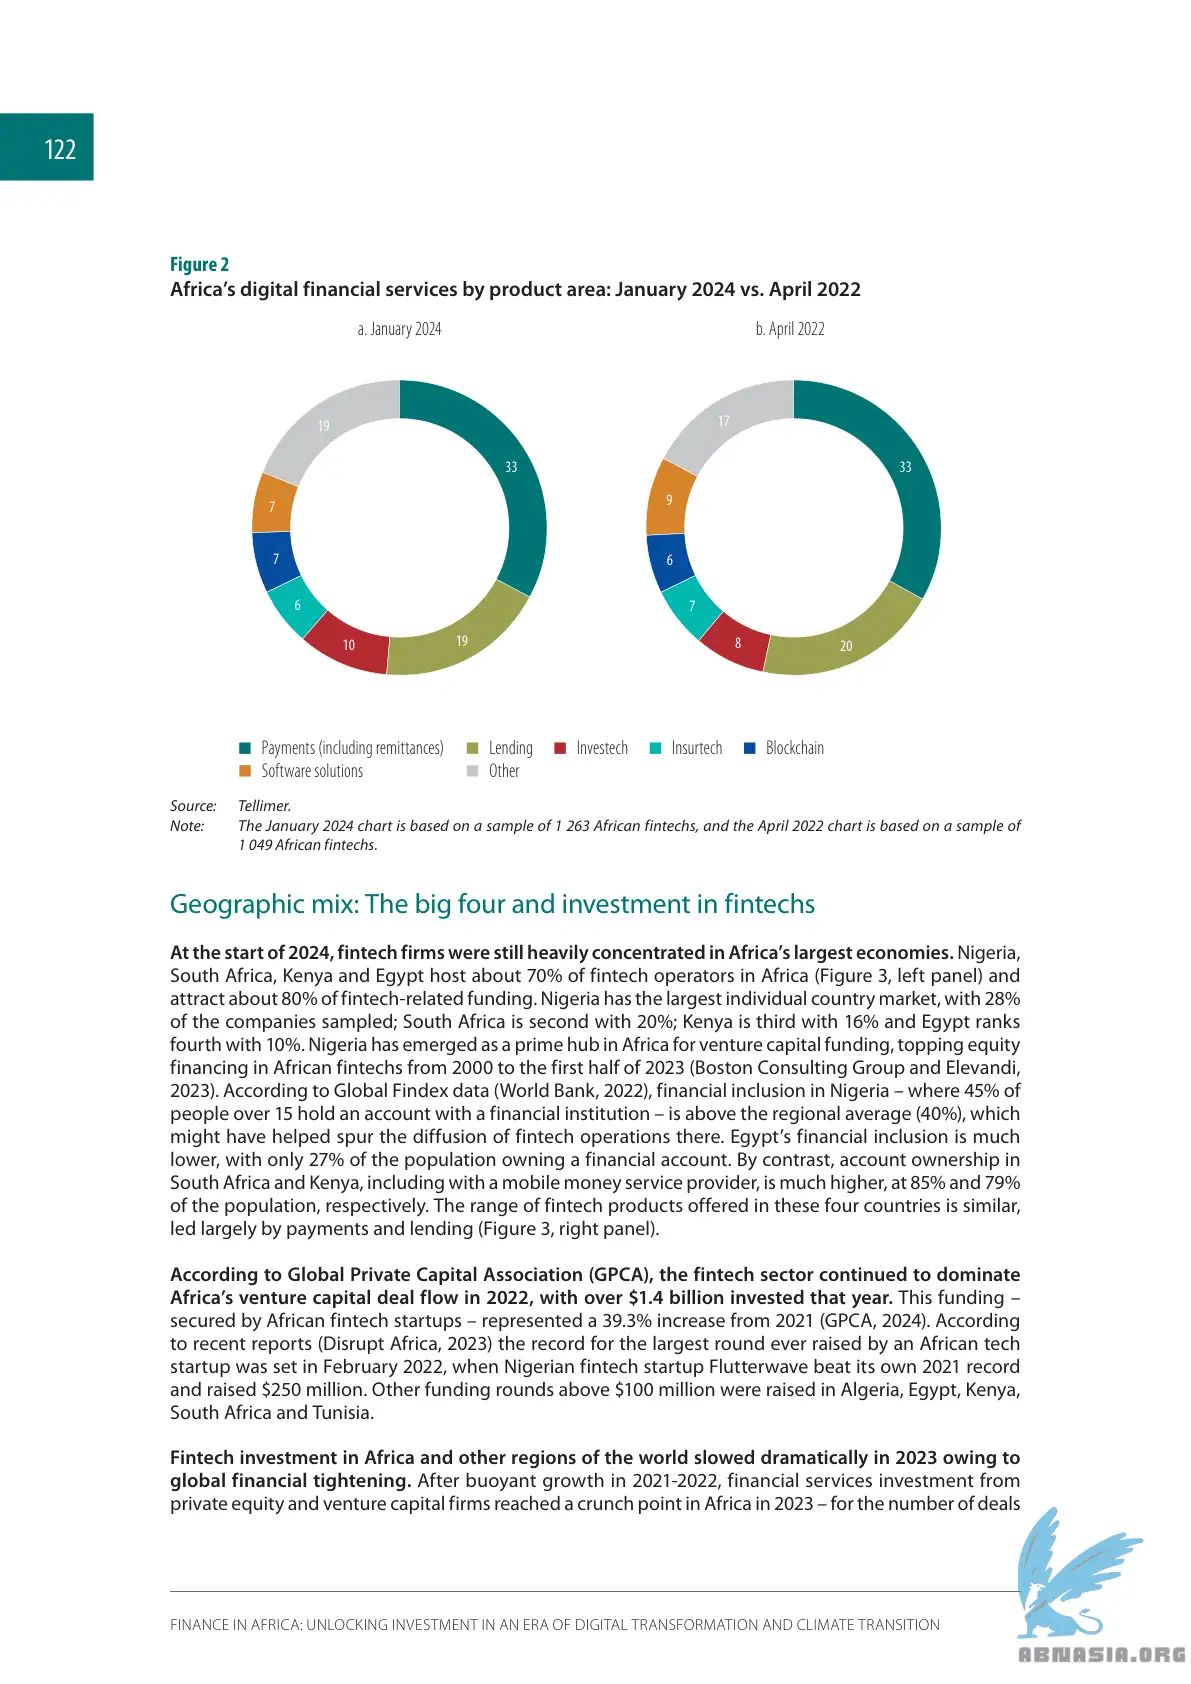 122
Figure 2
Africa’s digital financial services by product area: January 2024 vs. April 2022
a. January 2024
b. April 2022
19
33
7
7
6
10
19
17
33
9
6
7
8
20
Payments (including remittances)
Lending
Investech
Insurtech
Blockchain
Software solutions
Other
Source: Tellimer.
Note: The January 2024 chart is based on a sample of 1 263 African fintechs, and the April 2022 chart is based on a sample of
1 049 African fintechs.
Geographic mix: The big four and investment in fintechs
At the start of 2024, fintech firms were still heavily concentrated in Africa’s largest economies. Nigeria,
South Africa, Kenya and Egypt host about 70% of fintech operators in Africa (Figure 3, left panel) and
attract about 80% of fintech-related funding. Nigeria has the largest individual country market, with 28%
of the companies sampled; South Africa is second with 20%; Kenya is third with 16% and Egypt ranks
fourth with 10%. Nigeria has emerged as a prime hub in Africa for venture capital funding, topping equity
financing in African fintechs from 2000 to the first half of 2023 (Boston Consulting Group and Elevandi,
2023). According to Global Findex data (World Bank, 2022), financial inclusion in Nigeria – where 45% of
people over 15 hold an account with a financial institution – is above the regional average (40%), which
might have helped spur the diffusion of fintech operations there. Egypt’s financial inclusion is much
lower, with only 27% of the population owning a financial account. By contrast, account ownership in
South Africa and Kenya, including with a mobile money service provider, is much higher, at 85% and 79%
of the population, respectively. The range of fintech products offered in these four countries is similar,
led largely by payments and lending (Figure 3, right panel).
According to Global Private Capital Association (GPCA), the fintech sector continued to dominate
Africa’s venture capital deal flow in 2022, with over $1.4 billion invested that year. This funding –
secured by African fintech startups – represented a 39.3% increase from 2021 (GPCA, 2024). According
to recent reports (Disrupt Africa, 2023) the record for the largest round ever raised by an African tech
startup was set in February 2022, when Nigerian fintech startup Flutterwave beat its own 2021 record
and raised $250 million. Other funding rounds above $100 million were raised in Algeria, Egypt, Kenya,
South Africa and Tunisia.
Fintech investment in Africa and other regions of the world slowed dramatically in 2023 owing to
global financial tightening. After buoyant growth in 2021-2022, financial services investment from
private equity and venture capital firms reached a crunch point in Africa in 2023 – for the number of deals
FINANCE IN AFRICA: UNLOCKING INVESTMENT IN AN ERA OF DIGITAL TRANSFORMATION AND CLIMATE TRANSITION
ABNASIA.ORG